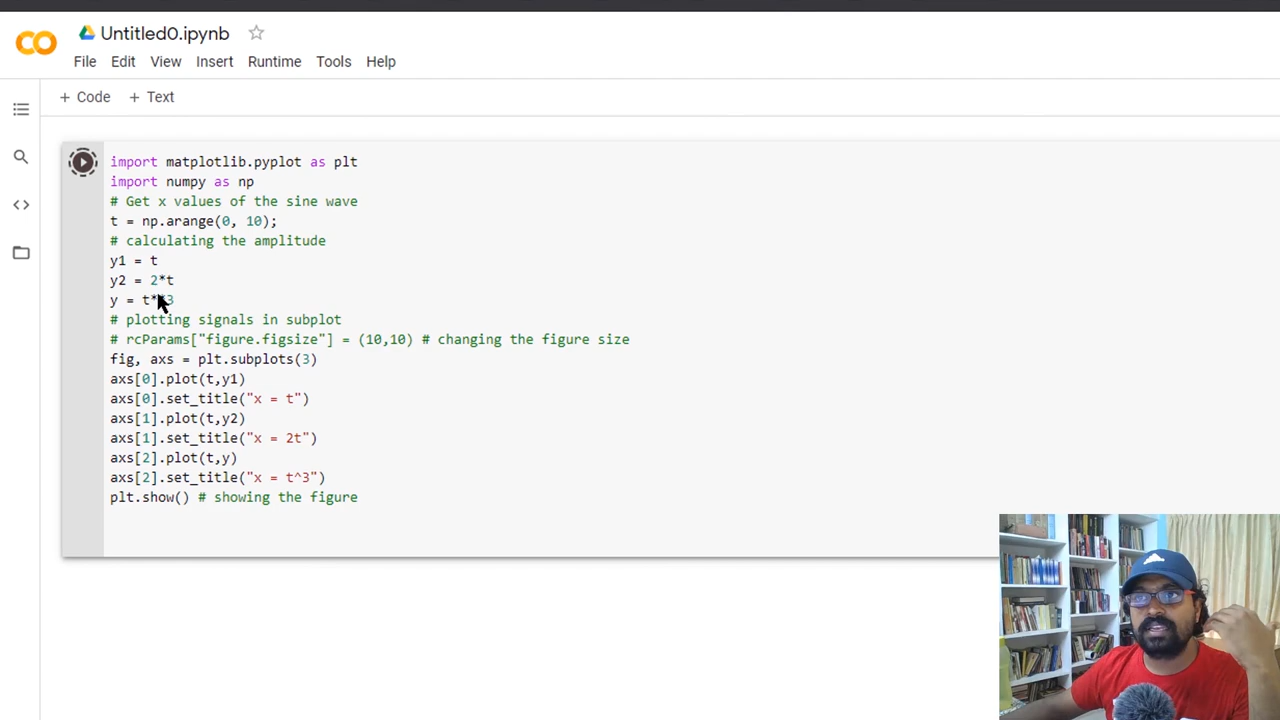 CO
Untitled0.ipynb
File Edit View Insert Runtime Tools Help
+ Code + Text
import matplotlib.pyplot as plt
import numpy as np
# Get x values of the sine wave
t = np.arange(0, 10);
# calculating the amplitude
y1 = t
y2 = 2*t
y = t**3
# plotting signals in subplot
# rcParams["figure.figsize"] = (10,10) # changing the figure size
fig, axs = plt.subplots(3)
axs[0].plot(t,y1)
axs[0].set_title("x = t")
axs[1].plot(t,y2)
axs[1].set_title("x = 2t")
axs[2].plot(t,y)
axs[2].set_title("x = t^3")
plt.show() # showing the figure